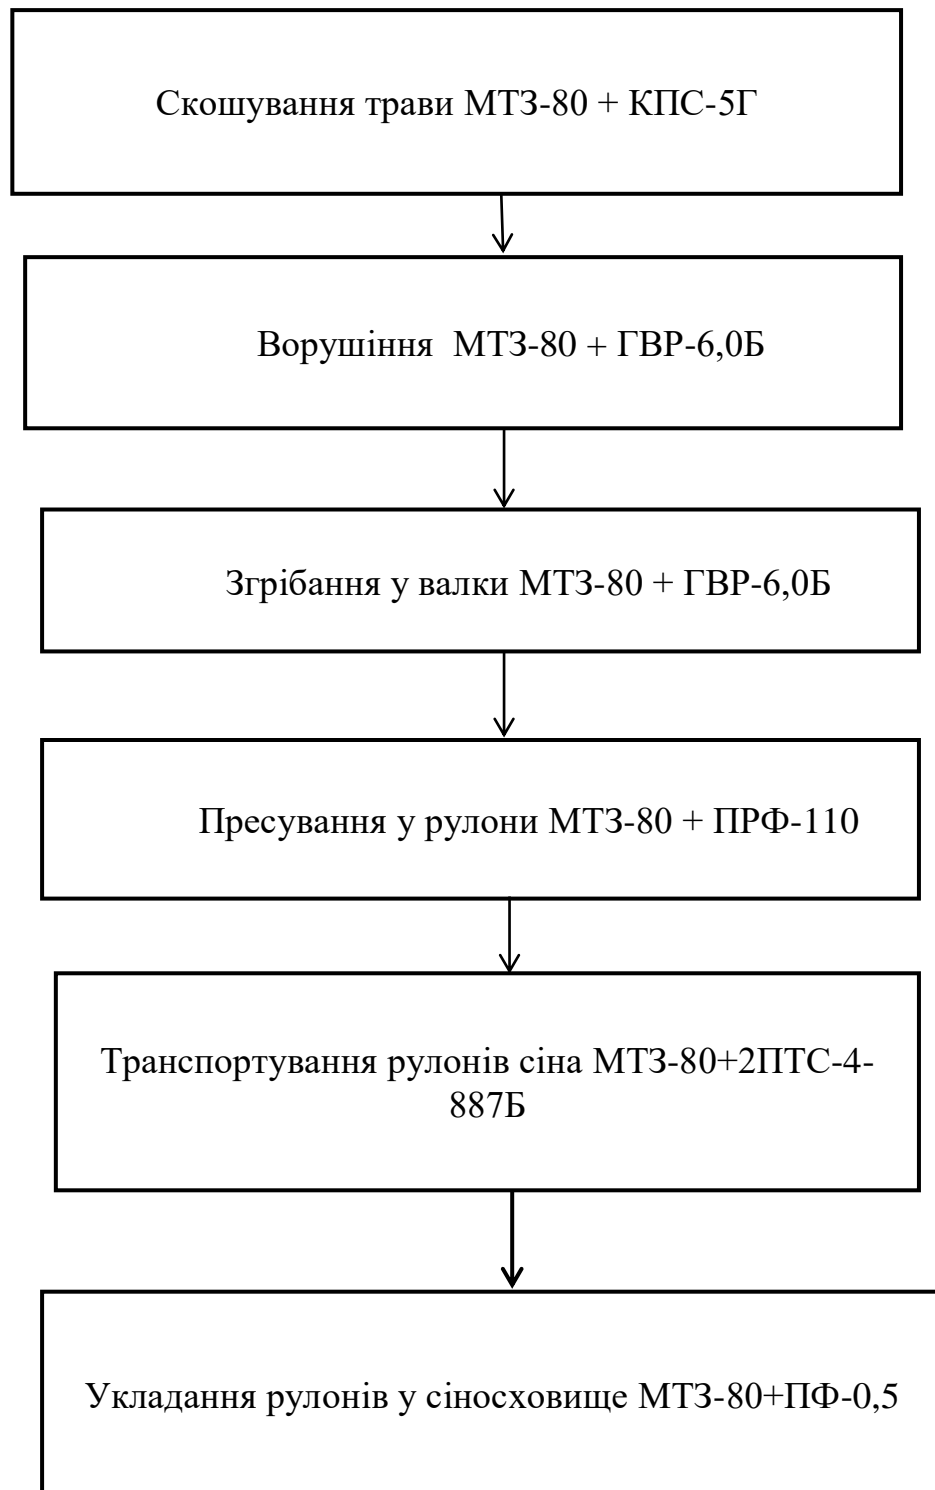 Скошування трави МТЗ-80 + КПС-5Г
Ворушіння МТЗ-80 + ГВР-6,0Б
Згрібання у валки МТЗ-80 + ГВР-6,0Б
Пресування у рулони МТЗ-80 + ПРФ-110
Транспортування рулонів сіна МТЗ-80+2ПТС-4-
887Б
Укладання рулонів у сіносховище МТЗ-80+ПФ-0,5